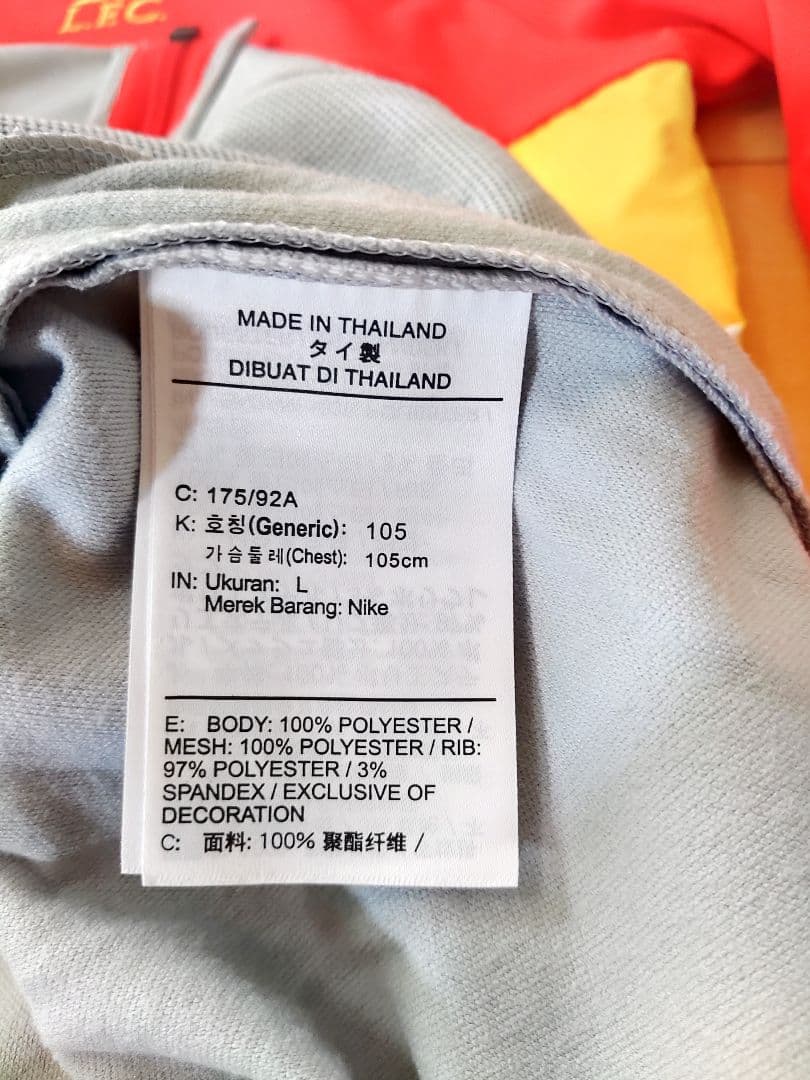 L.F.C.
MADE IN THAILAND
タイ製
DIBUAT DI THAILAND
C: 175/92A
K: 호칭(Generic): 105
가슴둘레(Chest): 105cm
IN: Ukuran: L
Merek Barang: Nike
E: BODY: 100% POLYESTER /
MESH: 100% POLYESTER / RIB:
97% POLYESTER / 3%
SPANDEX / EXCLUSIVE OF
DECORATION
C: 面料: 100% 聚酯纤维 /